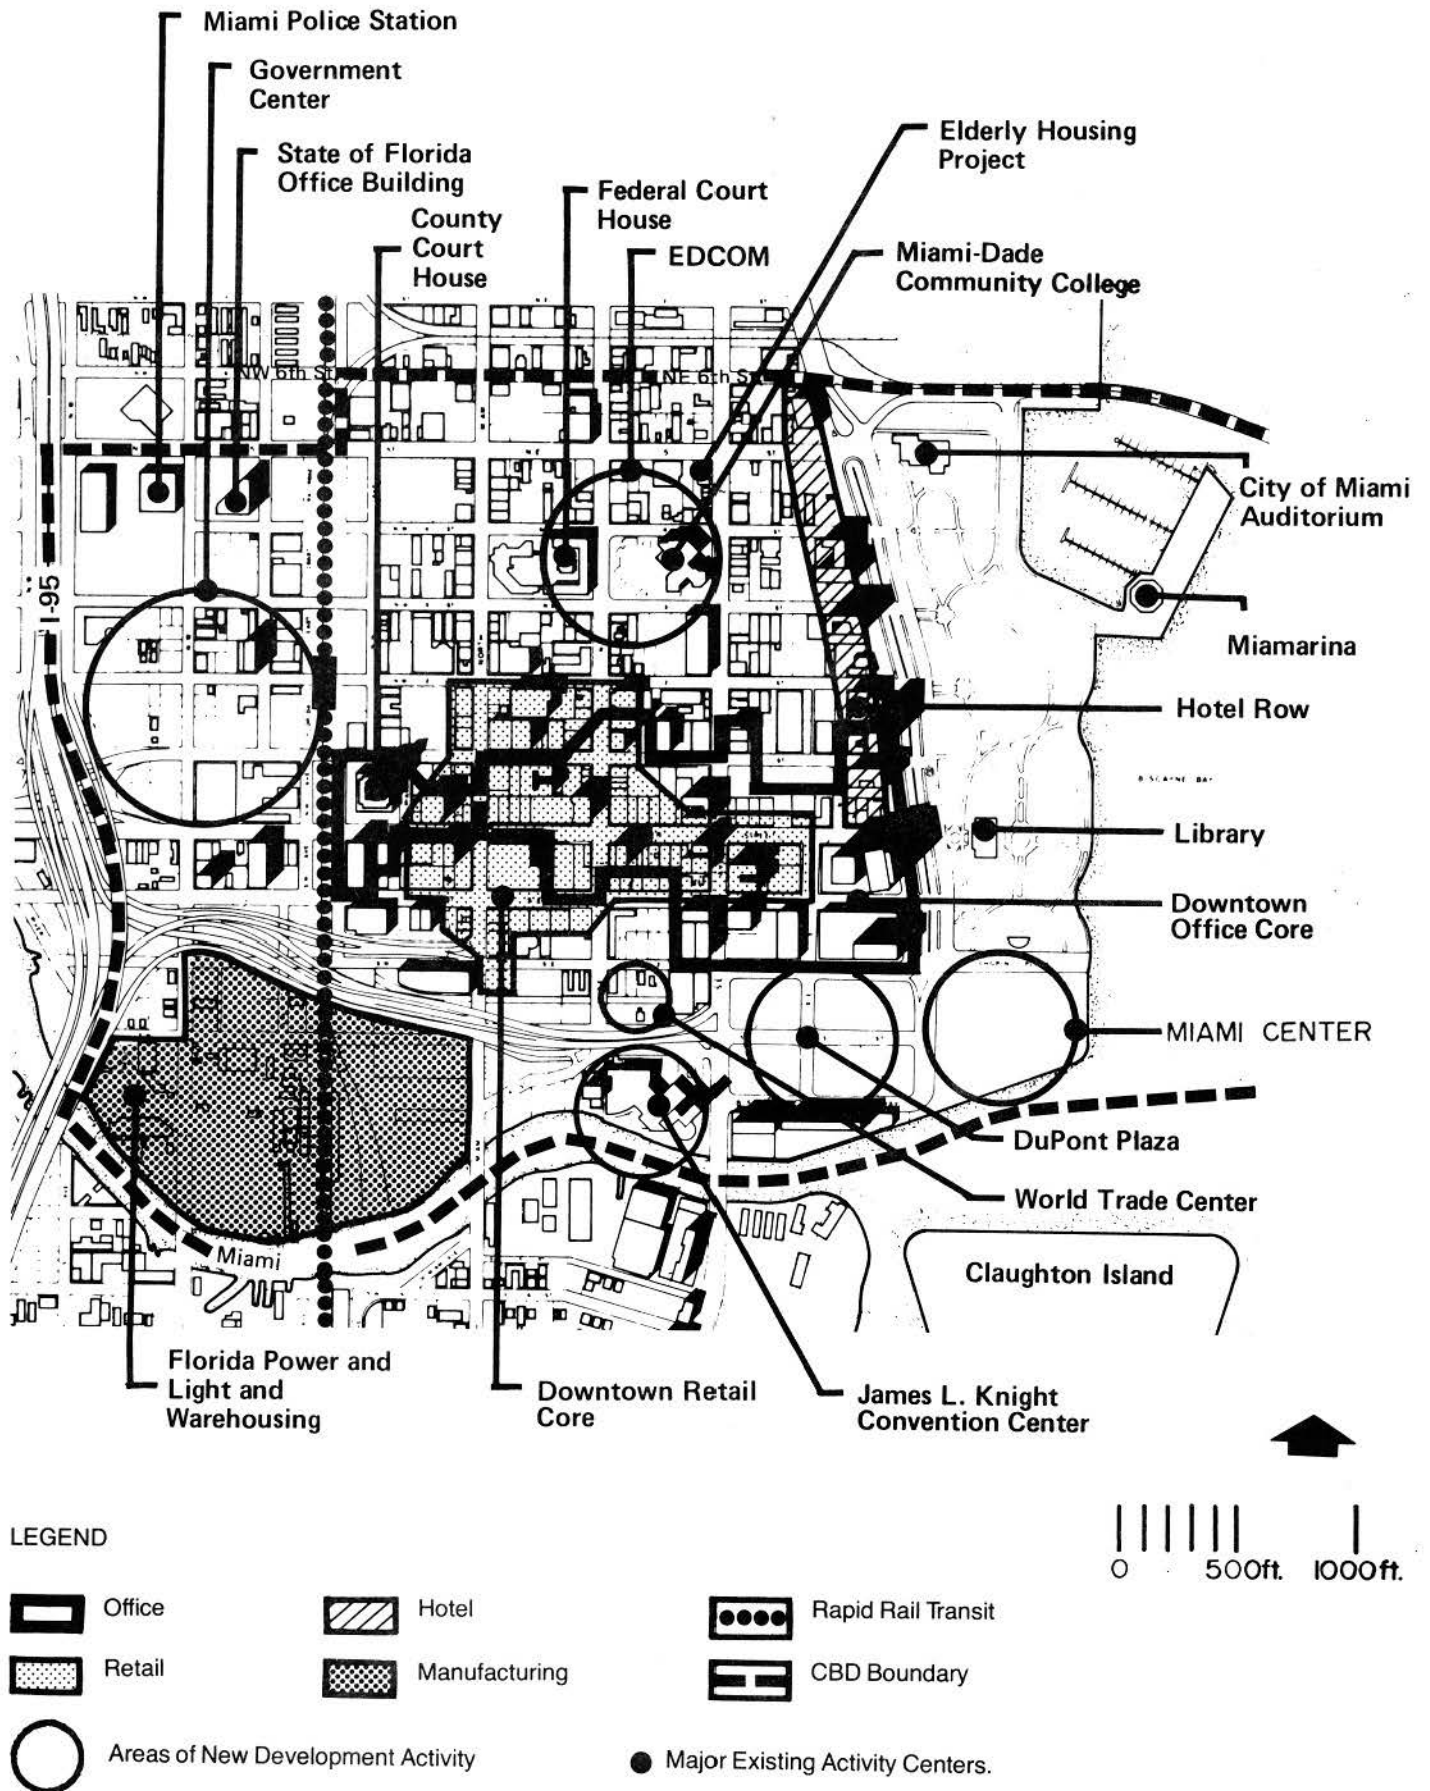 Miami Police Station
Government
Center
State of Florida
Office Building
County
Court
House
Federal Court
House
EDCOM
Elderly Housing
Project
Miami-Dade
Community College
NW 6th St.
NE 6th St.
I-95
City of Miami
Auditorium
Miamarina
Hotel Row
BISCAYNE BAY
Library
Downtown
Office Core
MIAMI CENTER
DuPont Plaza
World Trade Center
Claughton Island
Miami
Florida Power and
Light and
Warehousing
Downtown Retail
Core
James L. Knight
Convention Center
0 500ft. 1000ft.
LEGEND
Office
Hotel
Rapid Rail Transit
Retail
Manufacturing
CBD Boundary
Areas of New Development Activity
Major Existing Activity Centers.